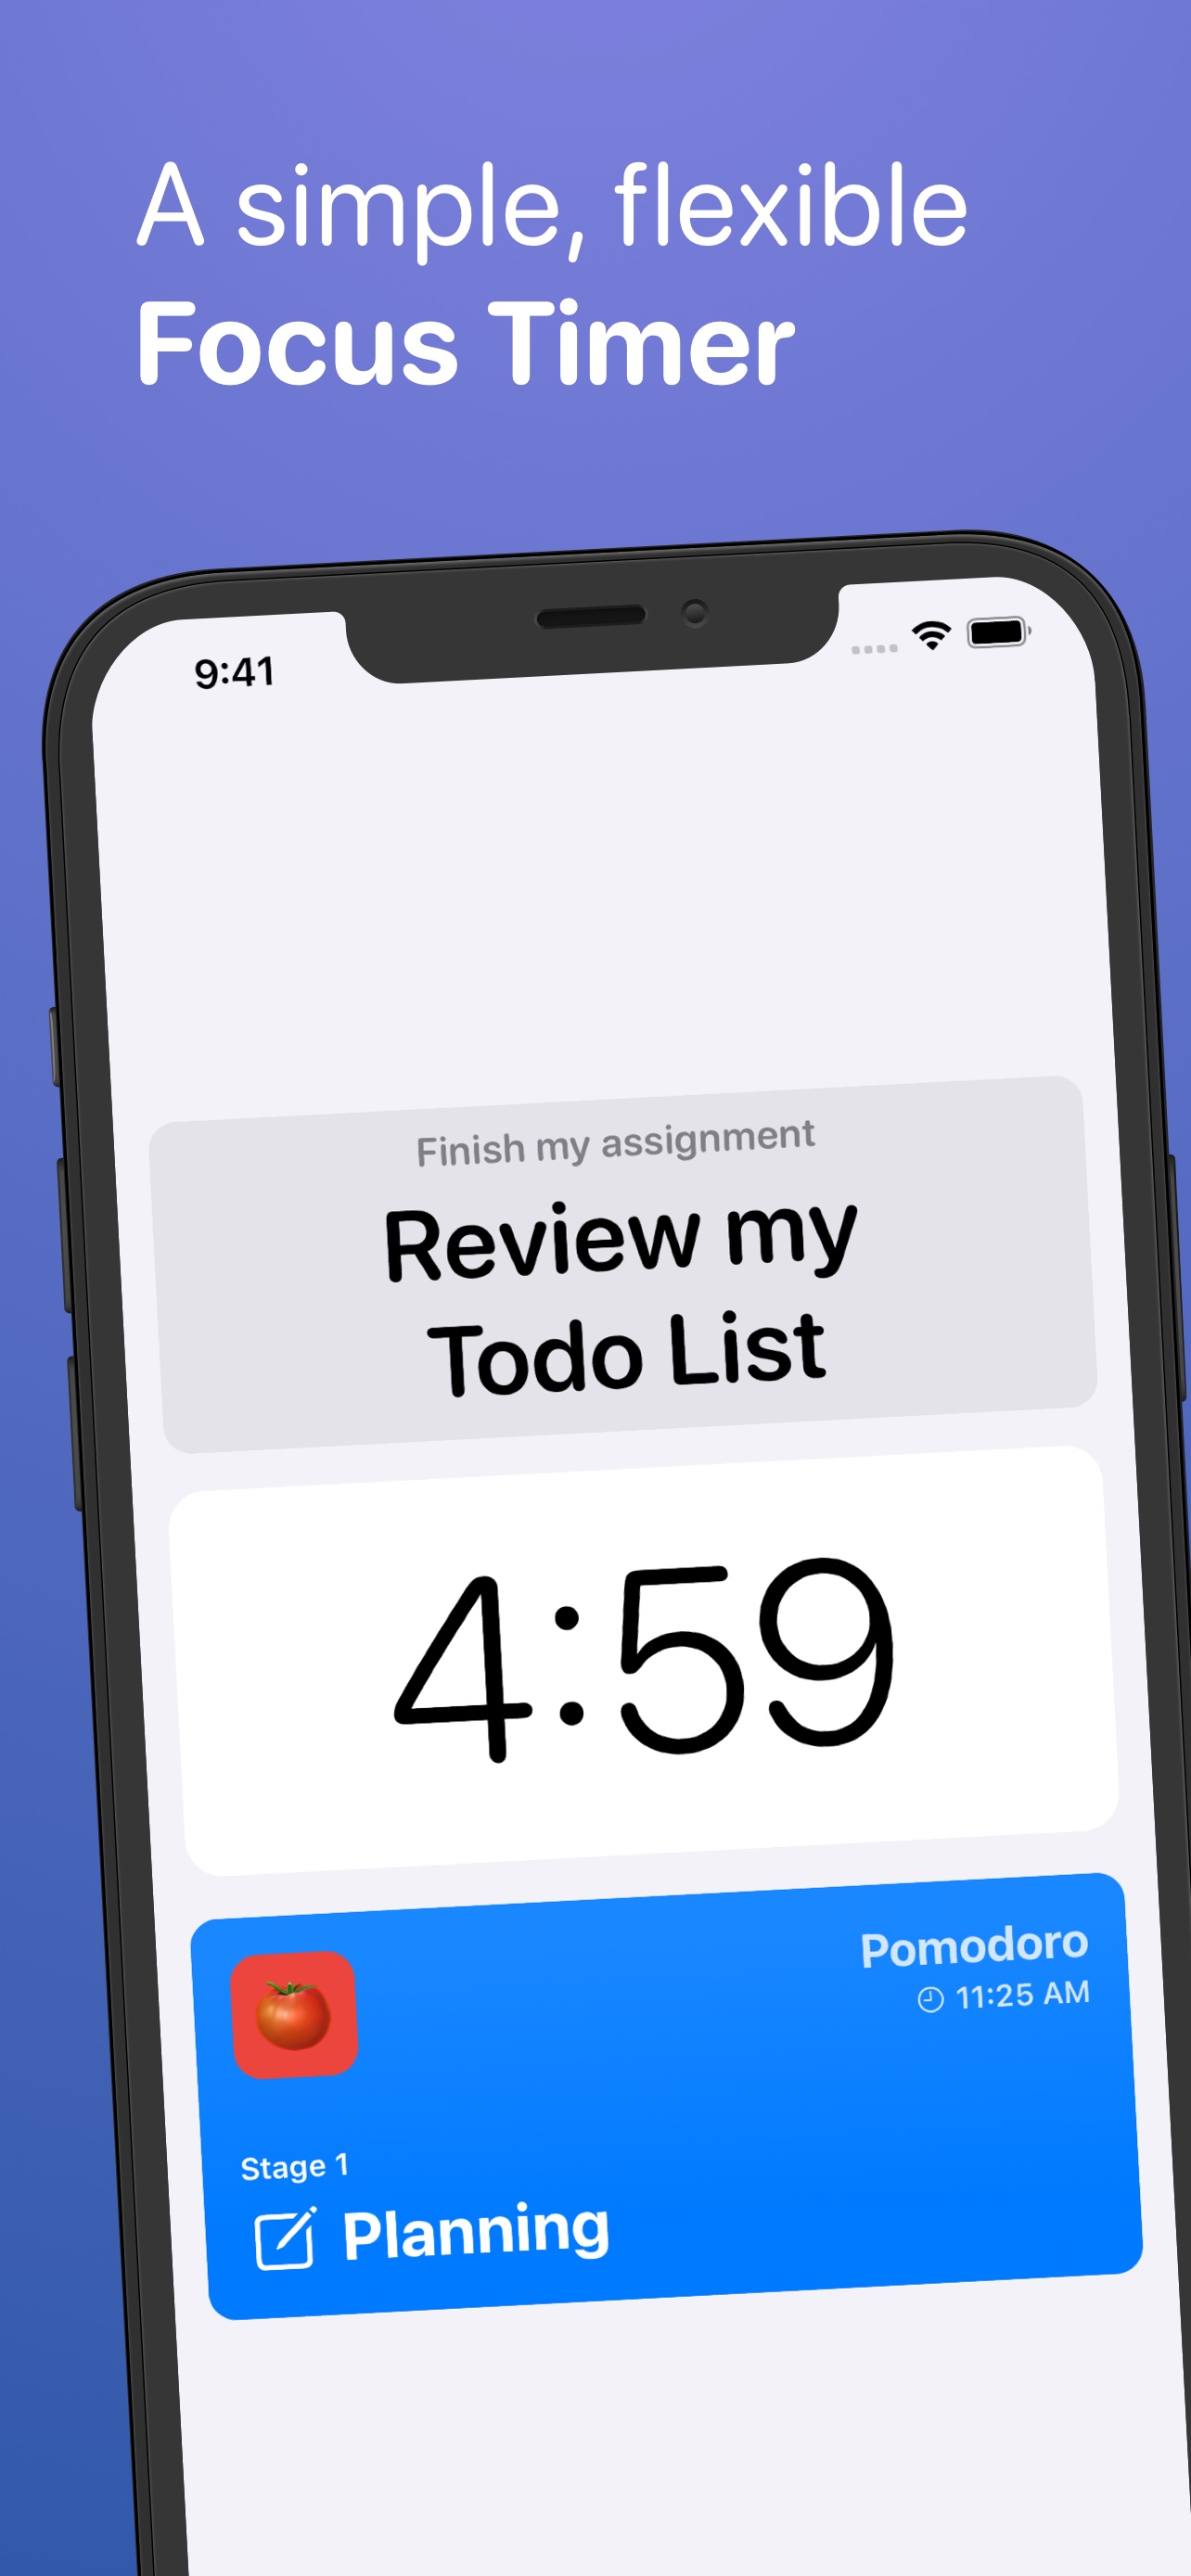 A simple, flexible
Focus Timer
9:41
Finish my assignment
Review my
Todo List
4:59
Pomodoro
11:25 AM
Stage 1
Planning